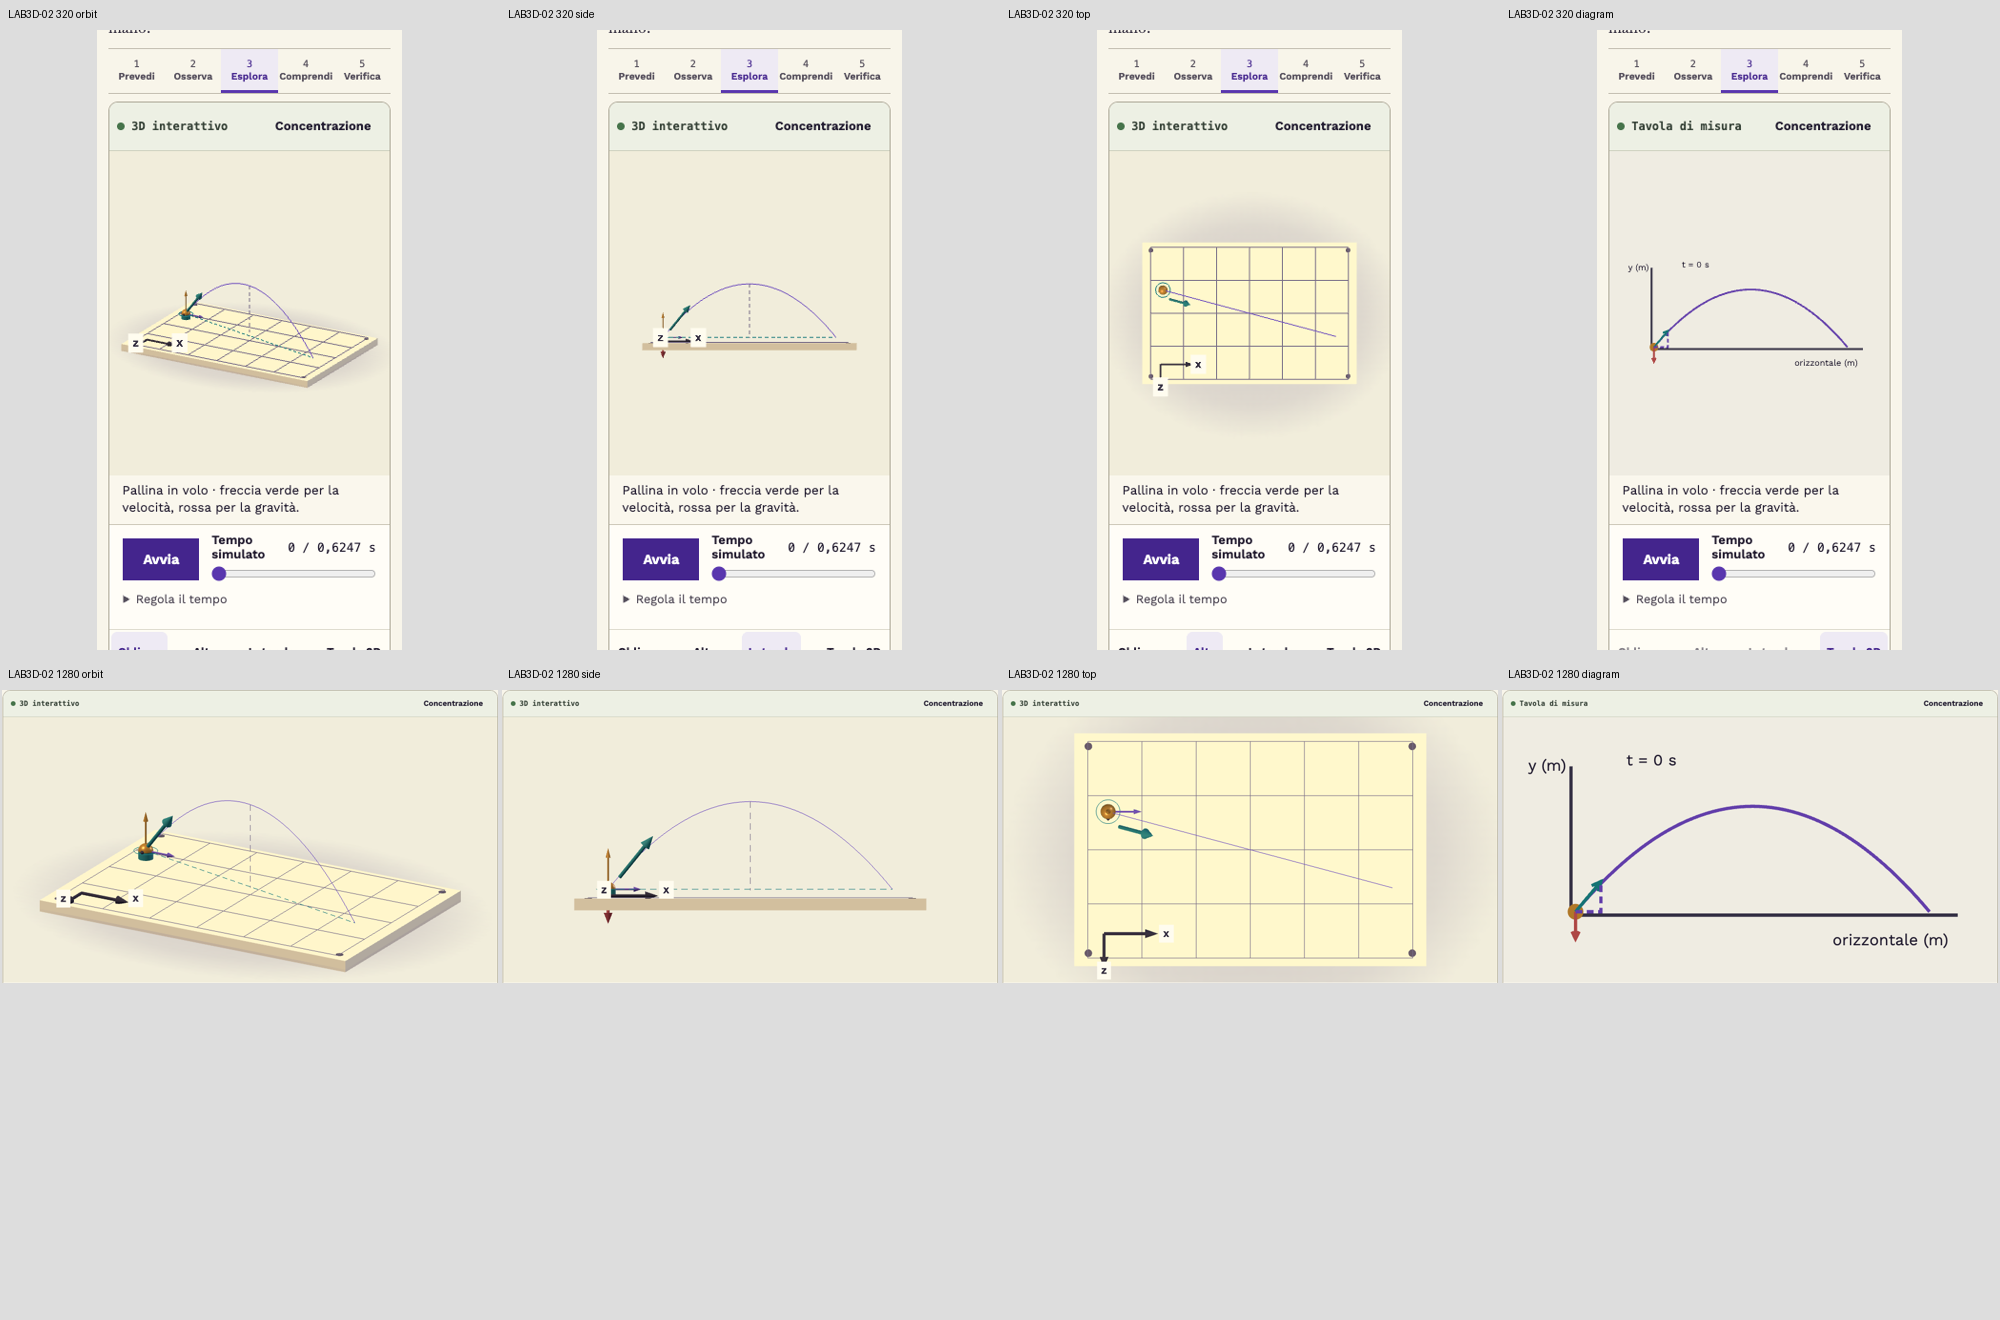 LAB3D-02 320 orbit
1 2 3 4 5
Prevedi Osserva Esplora Comprendi Verifica
3D interattivo Concentrazione
z x
Pallina in volo · freccia verde per la
velocità, rossa per la gravità.
Avvia
Tempo
simulato
0 / 0,6247 s
Regola il tempo
LAB3D-02 320 side
1 2 3 4 5
Prevedi Osserva Esplora Comprendi Verifica
3D interattivo Concentrazione
z x
Pallina in volo · freccia verde per la
velocità, rossa per la gravità.
Avvia
Tempo
simulato
0 / 0,6247 s
Regola il tempo
LAB3D-02 320 top
1 2 3 4 5
Prevedi Osserva Esplora Comprendi Verifica
3D interattivo Concentrazione
x
z
Pallina in volo · freccia verde per la
velocità, rossa per la gravità.
Avvia
Tempo
simulato
0 / 0,6247 s
Regola il tempo
LAB3D-02 320 diagram
1 2 3 4 5
Prevedi Osserva Esplora Comprendi Verifica
Tavola di misura Concentrazione
y (m) t = 0 s
orizzontale (m)
Pallina in volo · freccia verde per la
velocità, rossa per la gravità.
Avvia
Tempo
simulato
0 / 0,6247 s
Regola il tempo
LAB3D-02 1280 orbit
3D interattivo Concentrazione
z x
LAB3D-02 1280 side
3D interattivo Concentrazione
z x
LAB3D-02 1280 top
3D interattivo Concentrazione
x
z
LAB3D-02 1280 diagram
Tavola di misura Concentrazione
y (m) t = 0 s
orizzontale (m)